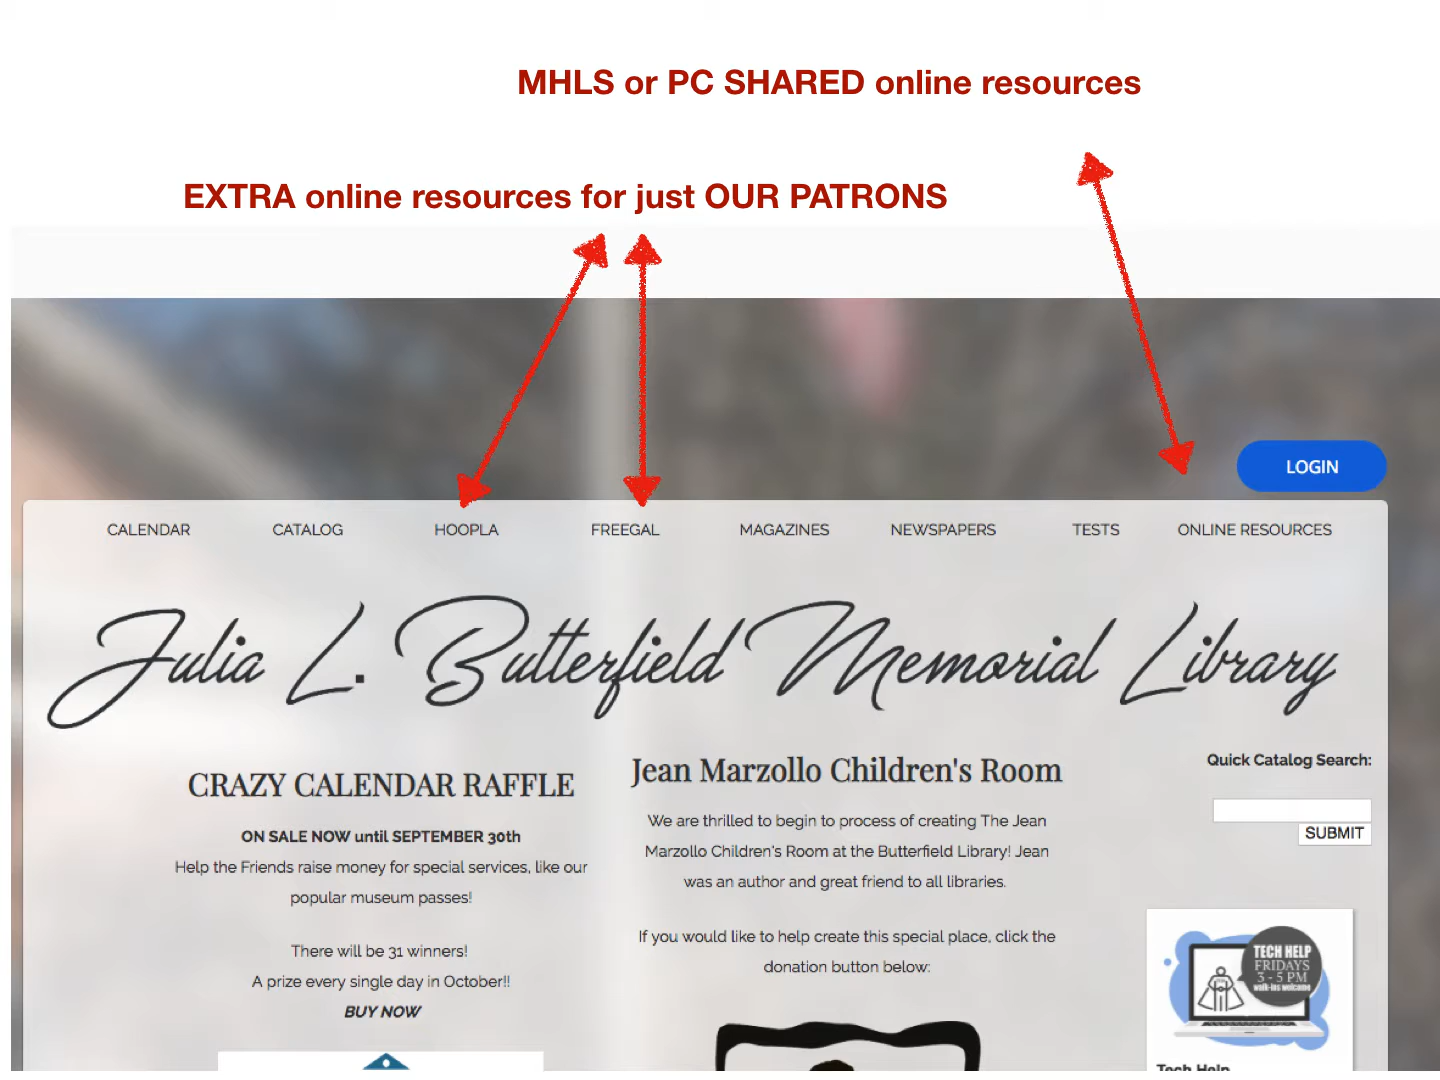 MHLS or PC SHARED online resources
EXTRA online resources for just OUR PATRONS
LOGIN
CALENDAR CATALOG HOOPLA FREEGAL MAGAZINES NEWSPAPERS TESTS ONLINE RESOURCES
Julia L. Butterfield Memorial Library
CRAZY CALENDAR RAFFLE
ON SALE NOW until SEPTEMBER 30th
Help the Friends raise money for special services, like our
popular museum passes!
There will be 31 winners!
A prize every single day in October!!
BUY NOW
Jean Marzollo Children's Room
We are thrilled to begin to process of creating The Jean
Marzollo Children's Room at the Butterfield Library! Jean
was an author and great friend to all libraries.
If you would like to help create this special place, click the
donation button below:
Quick Catalog Search:
SUBMIT
TECH HELP
FRIDAYS
3 - 5 PM
walk-ins welcome
Tech Help